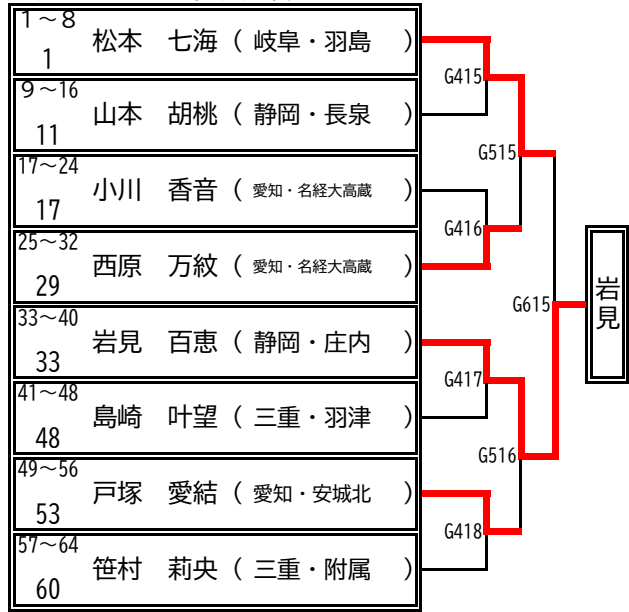 1～8
1 松本 七海 ( 岐阜・羽島 )
9～16
11 山本 胡桃 ( 静岡・長泉 )
17～24
17 小川 香音 ( 愛知・名経大高蔵 )
25～32
29 西原 万紋 ( 愛知・名経大高蔵 )
33～40
33 岩見 百恵 ( 静岡・庄内 )
41～48
48 島崎 叶望 ( 三重・羽津 )
49～56
53 戸塚 愛結 ( 愛知・安城北 )
57～64
60 笹村 莉央 ( 三重・附属 )
G415
G416
G417
G418
G515
G516
G615
岩見